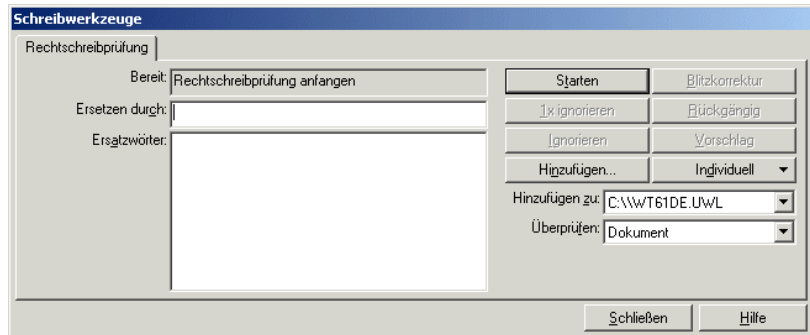 Schreibwerkzeuge
Rechtschreibprüfung
Bereit: Rechtschreibprüfung anfangen
Ersetzen durch:
Ersatzwörter:
Starten Blitzkorrektur
1x ignorieren Rückgängig
Ignorieren Vorschlag
Hinzufügen... Individuell
Hinzufügen zu: C:\\WT61DE.UWL
Überprüfen: Dokument
Schließen Hilfe